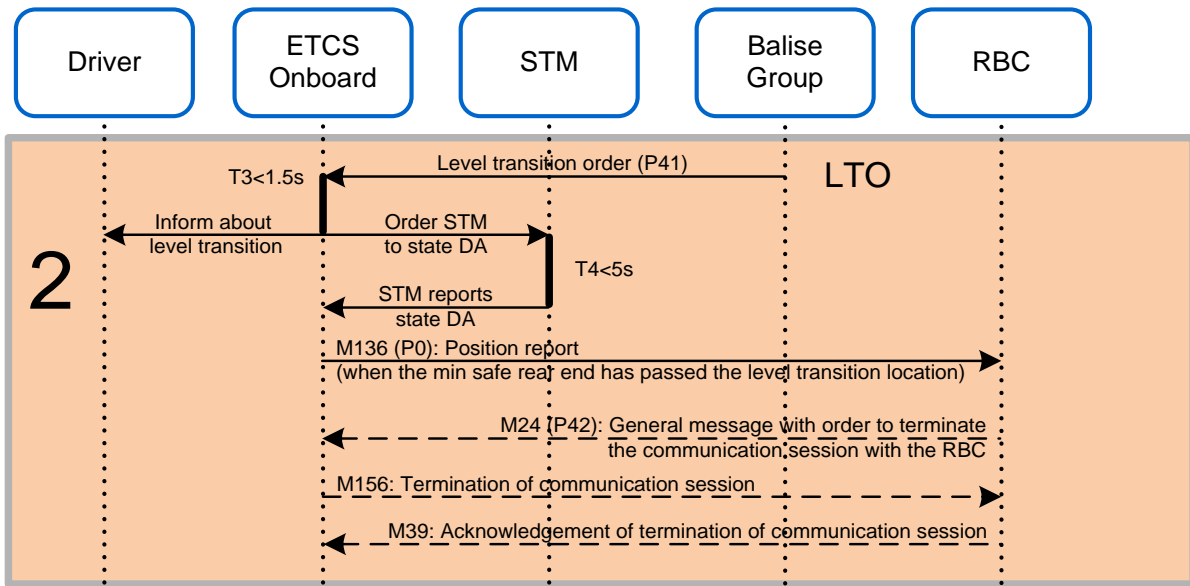 Driver
ETCS
Onboard
STM
Balise
Group
RBC
Level transition order (P41)
LTO
T3<1.5s
Inform about
level transition
Order STM
to state DA
2
T4<5s
STM reports
state DA
M136 (P0): Position report
(when the min safe rear end has passed the level transition location)
M24 (P42): General message with order to terminate
the communication session with the RBC
M156: Termination of communication session
M39: Acknowledgement of termination of communication session